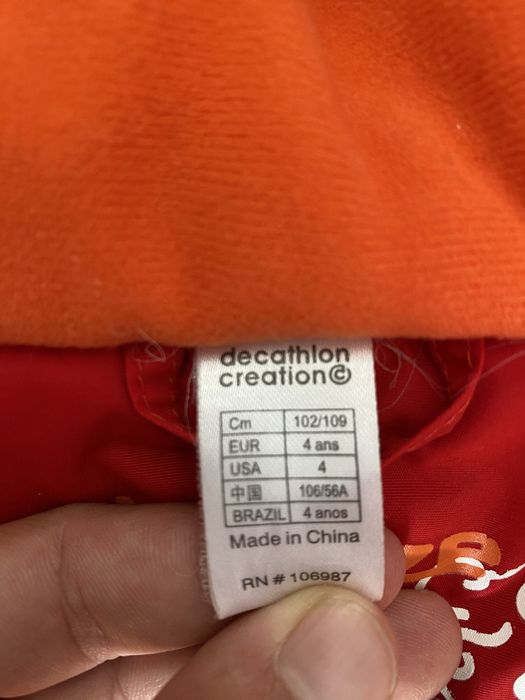 decathlon
creation©
Cm 102/109
EUR 4 ans
USA 4
中国 106/56A
BRAZIL 4 anos
Made in China
RN # 106987